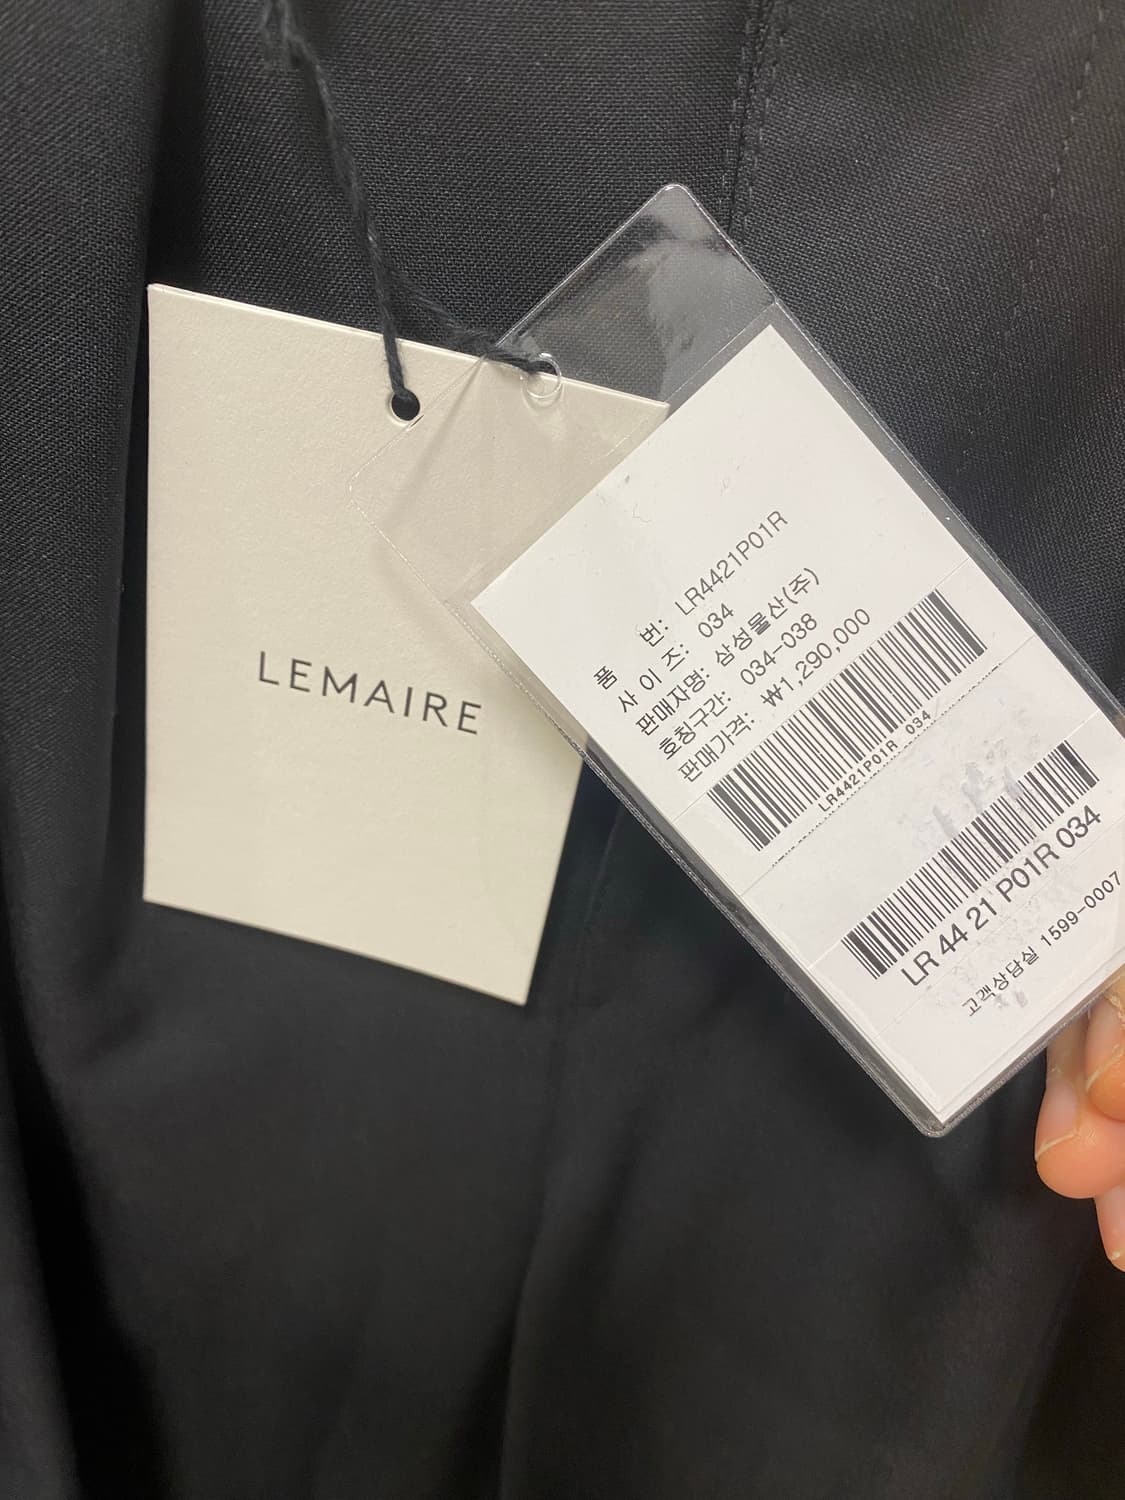 LEMAIRE
품 번: LR4421P01R
사 이 즈: 034
판매자명: 삼성물산(주)
호칭구간: 034-038
판매가격: ₩1,290,000
LR4421P01R 034
LR 44 21 P01R 034
고객상담실 1599-0007